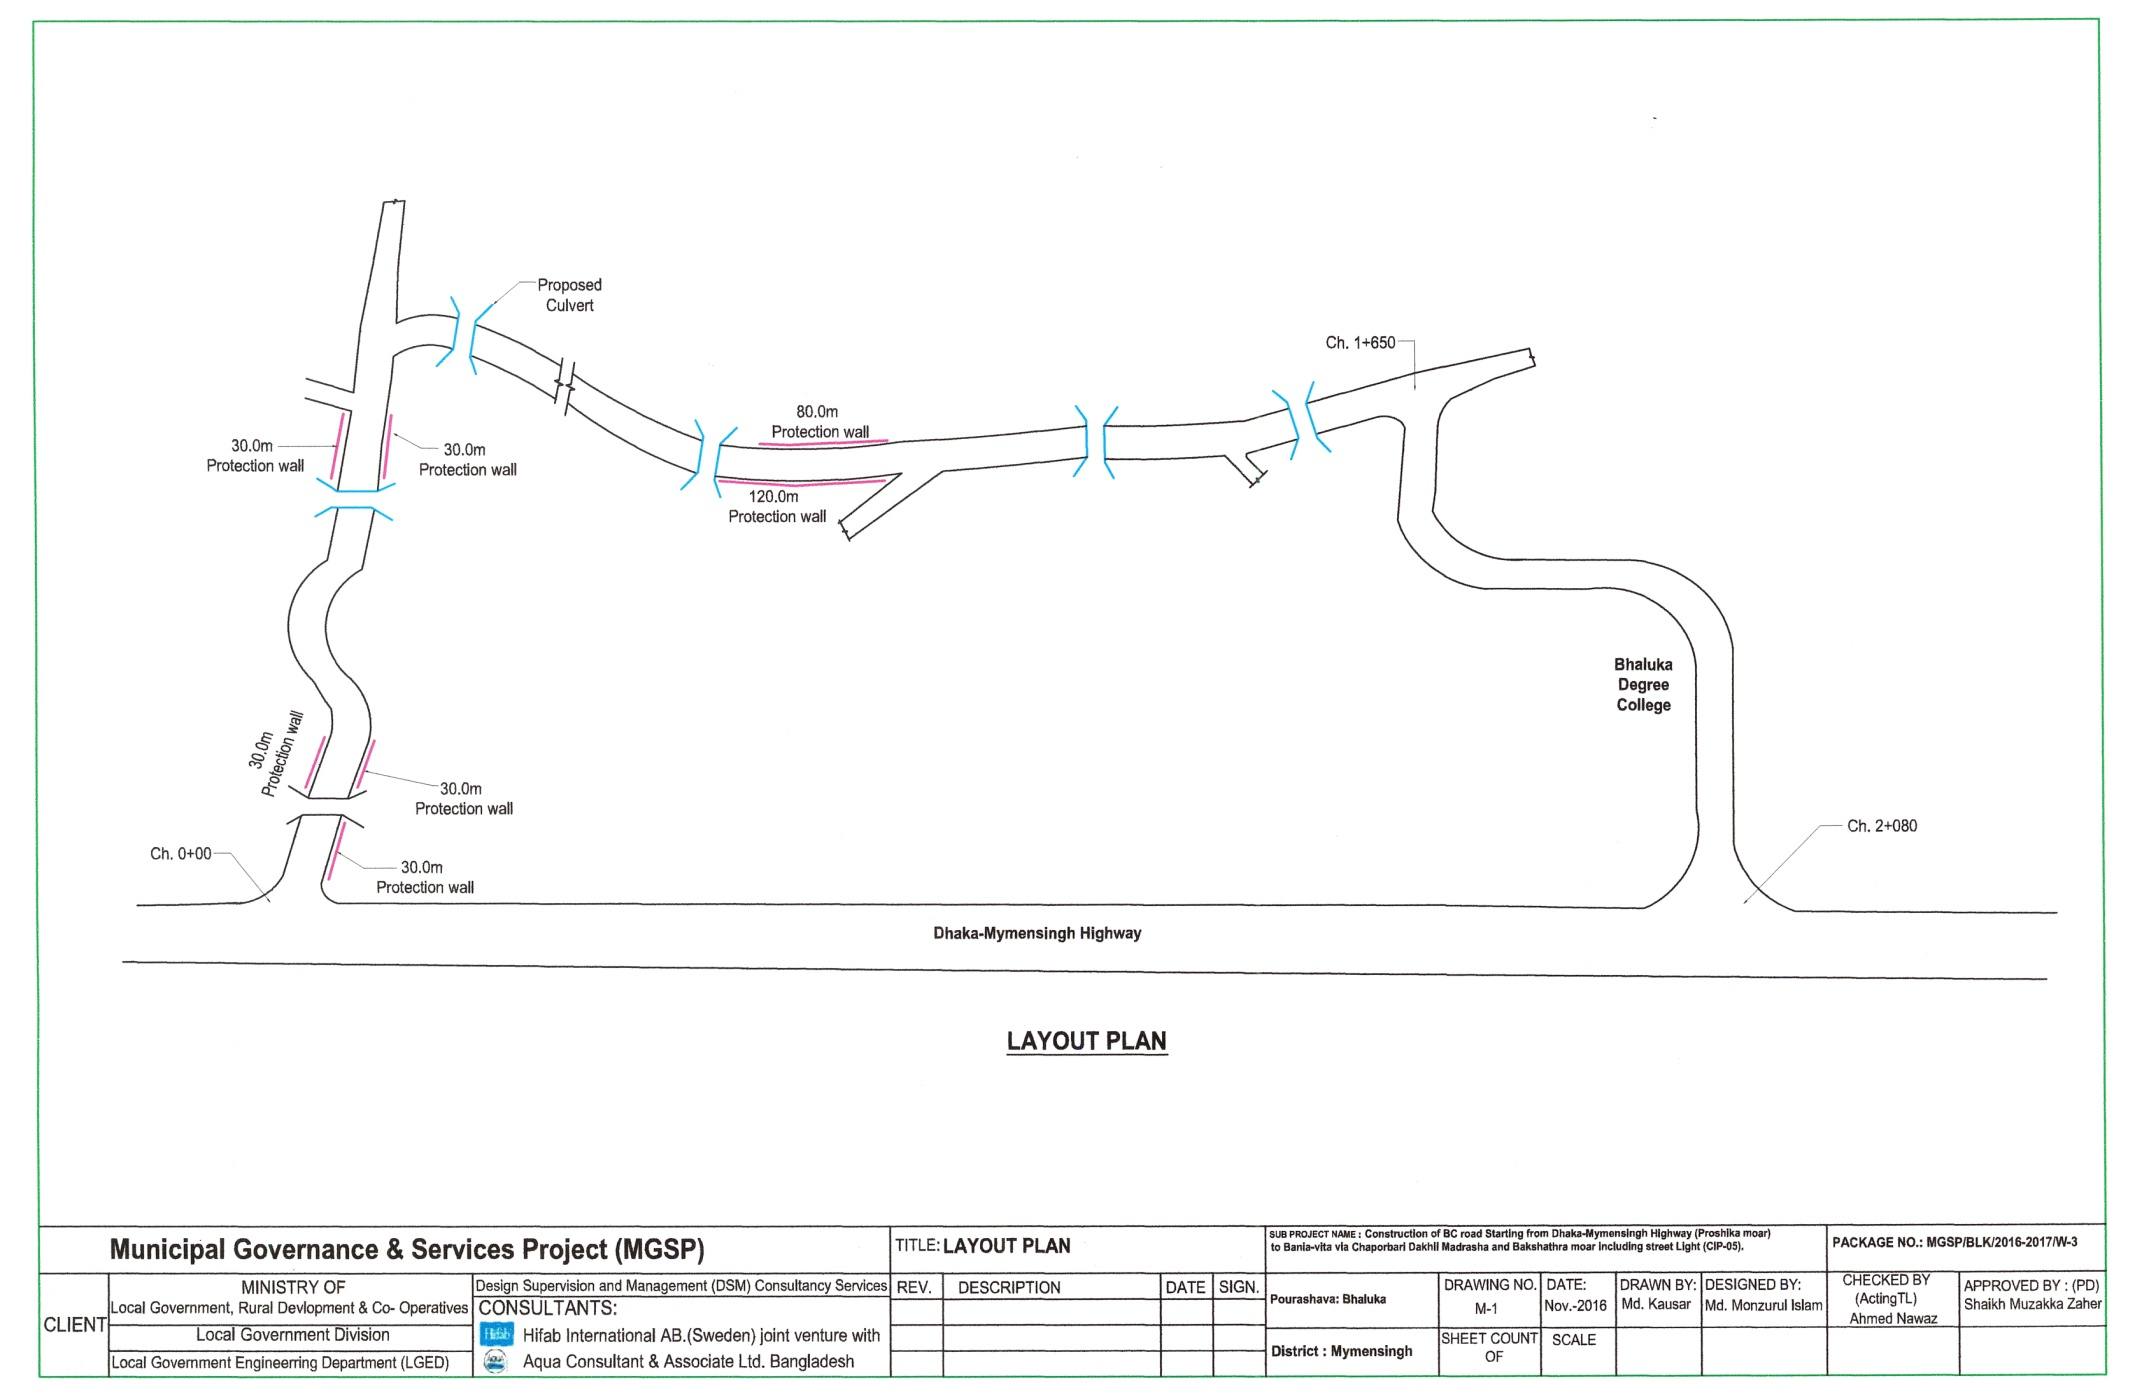 Proposed
Culvert
Ch. 1+650
80.0m
Protection wall
30.0m
Protection wall
30.0m
Protection wall
120.0m
Protection wall
Bhaluka
Degree
College
30.0m
Protection wall
30.0m
Protection wall
Ch. 2+080
Ch. 0+00
30.0m
Protection wall
Dhaka-Mymensingh Highway
LAYOUT PLAN
Municipal Governance & Services Project (MGSP)
TITLE: LAYOUT PLAN
SUB PROJECT NAME : Construction of BC road Starting from Dhaka-Mymensingh Highway (Proshika moar)
to Bania-vita via Chaporbari Dakhil Madrasha and Bakshathra moar including street Light (CIP-05).
PACKAGE NO.: MGSP/BLK/2016-2017/W-3
CLIENT
MINISTRY OF
Local Government, Rural Devlopment & Co- Operatives
Local Government Division
Local Government Engineerring Department (LGED)
Design Supervision and Management (DSM) Consultancy Services
CONSULTANTS:
Hifab
Hifab International AB.(Sweden) joint venture with
Aqua Consultant & Associate Ltd. Bangladesh
REV. DESCRIPTION DATE SIGN.
Pourashava: Bhaluka
District : Mymensingh
DRAWING NO.
M-1
SHEET COUNT
OF
DATE:
Nov.-2016
SCALE
DRAWN BY:
Md. Kausar
DESIGNED BY:
Md. Monzurul Islam
CHECKED BY
(ActingTL)
Ahmed Nawaz
APPROVED BY : (PD)
Shaikh Muzakka Zaher